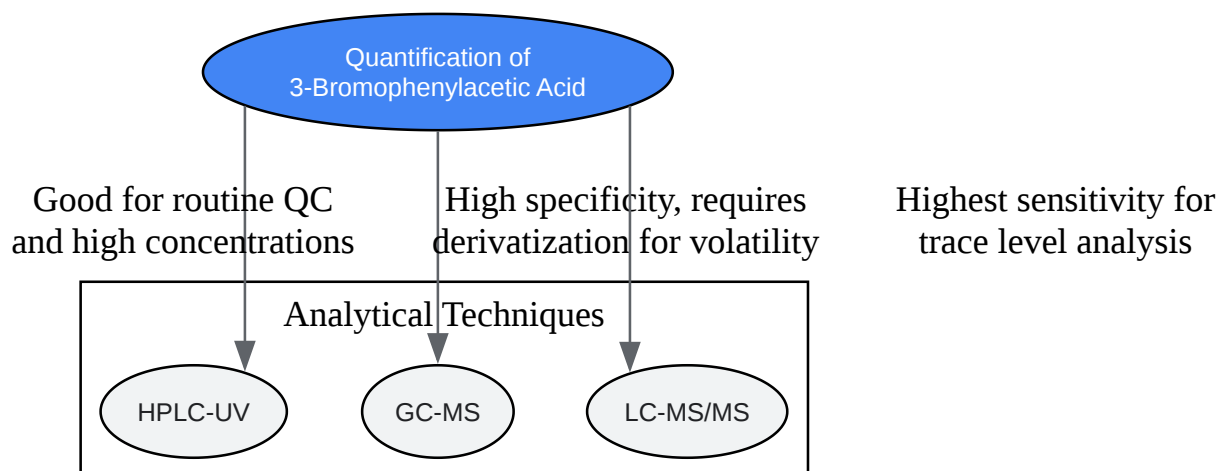 Quantification of
3-Bromophenylacetic Acid
Good for routine QC
and high concentrations
High specificity, requires
derivatization for volatility
Highest sensitivity for
trace level analysis
Analytical Techniques
HPLC-UV
GC-MS
LC-MS/MS